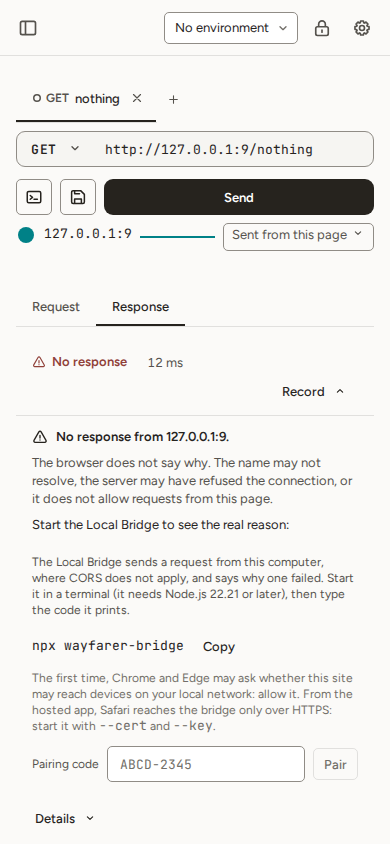 No environment
GET nothing
GET http://127.0.0.1:9/nothing
Send
127.0.0.1:9 Sent from this page
Request Response
No response 12 ms
Record
No response from 127.0.0.1:9.
The browser does not say why. The name may not
resolve, the server may have refused the connection, or
it does not allow requests from this page.
Start the Local Bridge to see the real reason:
The Local Bridge sends a request from this computer,
where CORS does not apply, and says why one failed. Start
it in a terminal (it needs Node.js 22.21 or later), then type
the code it prints.
npx wayfarer-bridge Copy
The first time, Chrome and Edge may ask whether this site
may reach devices on your local network: allow it. From the
hosted app, Safari reaches the bridge only over HTTPS:
start it with --cert and --key.
Pairing code ABCD-2345 Pair
Details